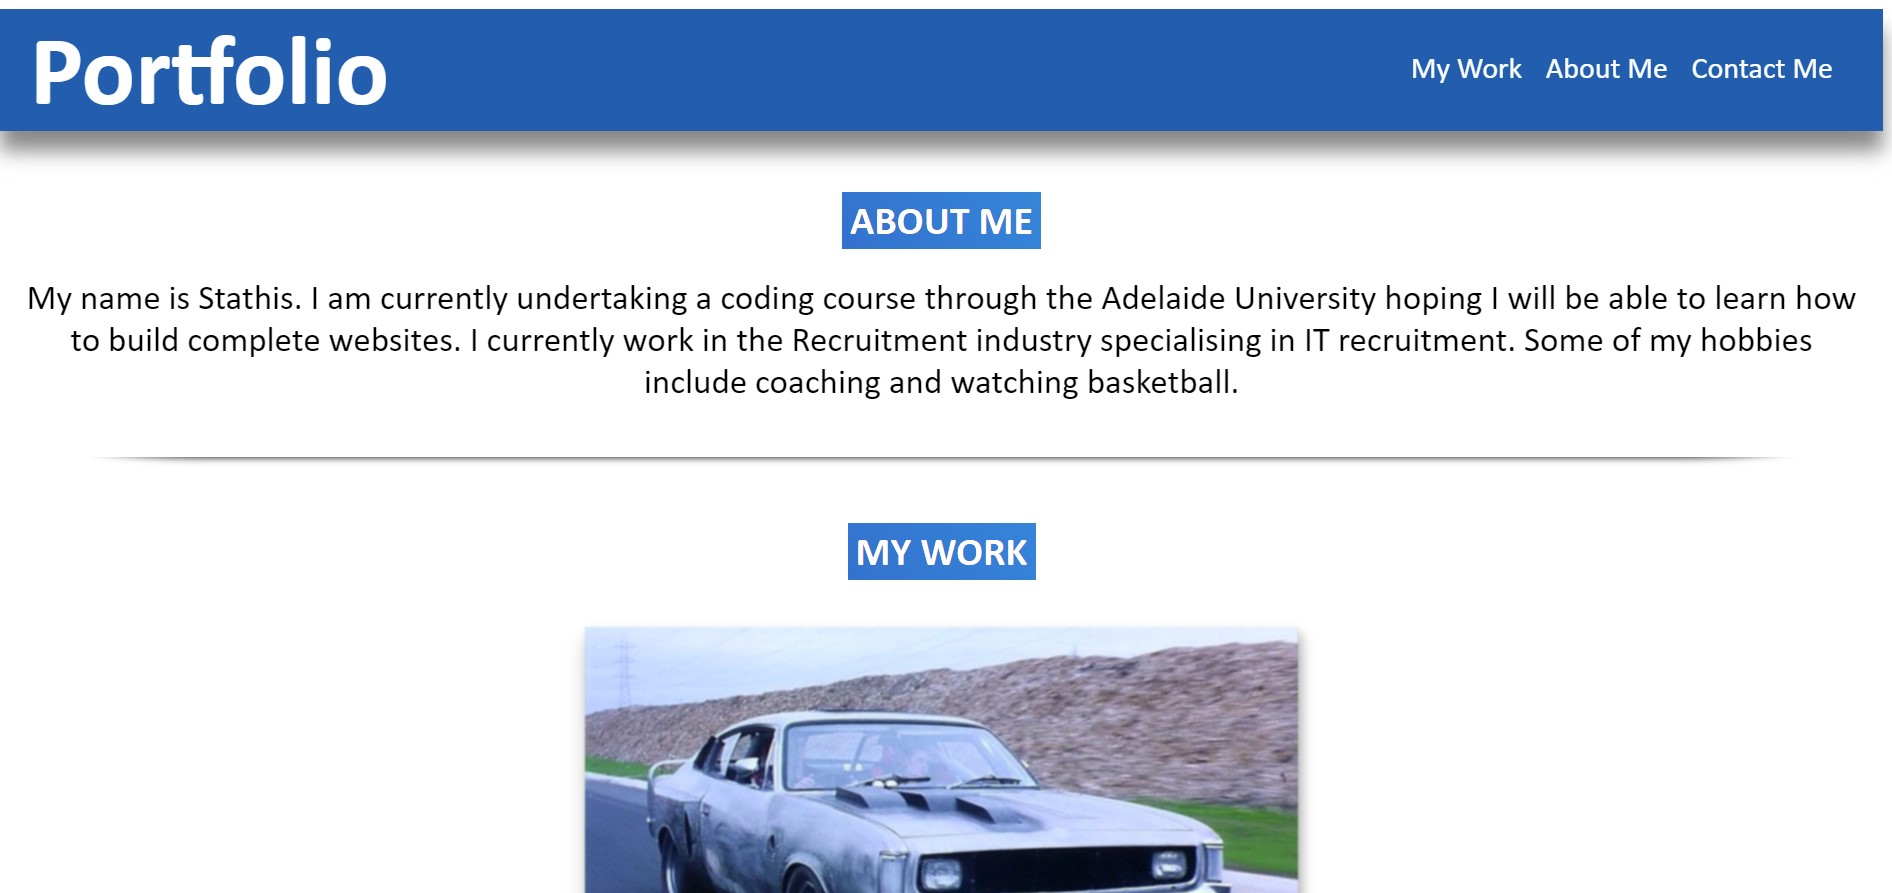 Portfolio
My Work About Me Contact Me
ABOUT ME
My name is Stathis. I am currently undertaking a coding course through the Adelaide University hoping I will be able to learn how
to build complete websites. I currently work in the Recruitment industry specialising in IT recruitment. Some of my hobbies
include coaching and watching basketball.
MY WORK